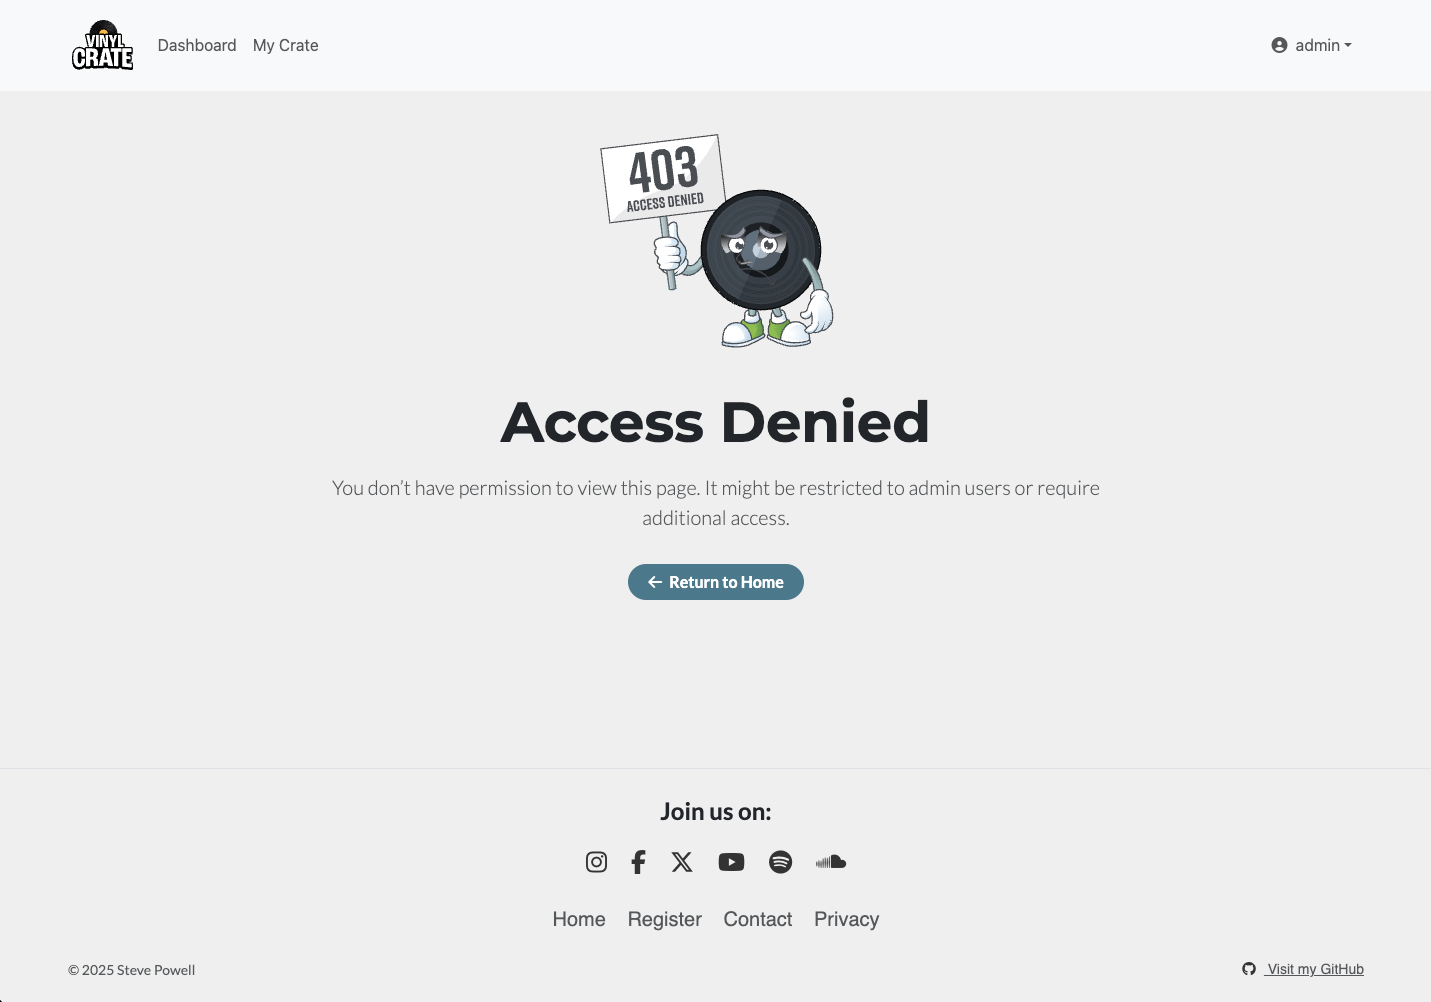 VINYL
CRATE
Dashboard
My Crate
admin
403
ACCESS DENIED
Access Denied
You don’t have permission to view this page. It might be restricted to admin users or require
additional access.
Return to Home
Join us on:
Home Register Contact Privacy
© 2025 Steve Powell
Visit my GitHub